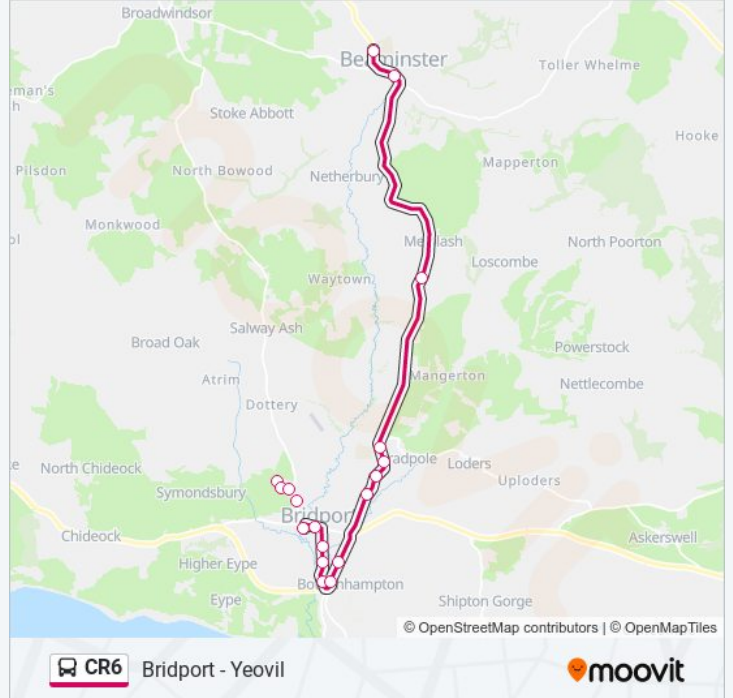 Broadwindsor
Beaminster
Toller Whelme
Stoke Abbott
Hooke
Pilsdon
North Bowood
Netherbury
Mapperton
Monkwood
North Poorton
Loscombe
Waytown
Salway Ash
Broad Oak
Powerstock
Atrim
Mangerton
Nettlecombe
Dottery
North Chideock
radpole
Loders
Symondsbury
Uploders
Bridport
Chideock
Askerswell
Higher Eype
Eype
Shipton Gorge
© OpenStreetMap contributors | © OpenMapTiles
CR6 Bridport - Yeovil
moovit